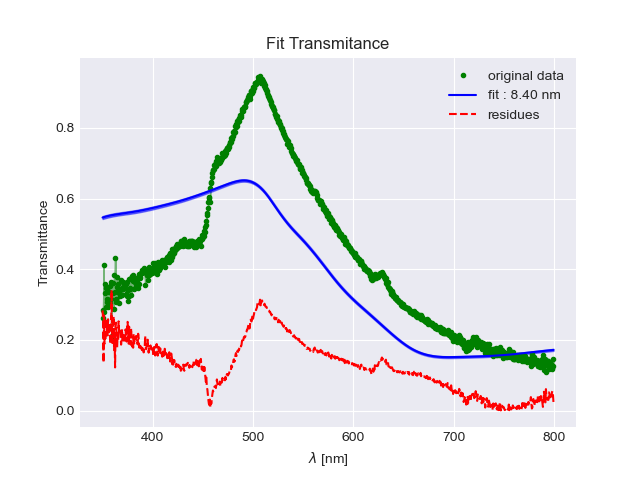 Fit Transmitance
original data
fit : 8.40 nm
residues
Transmittance
0.8
0.6
0.4
0.2
0.0
400 500 600 700 800
λ [nm]